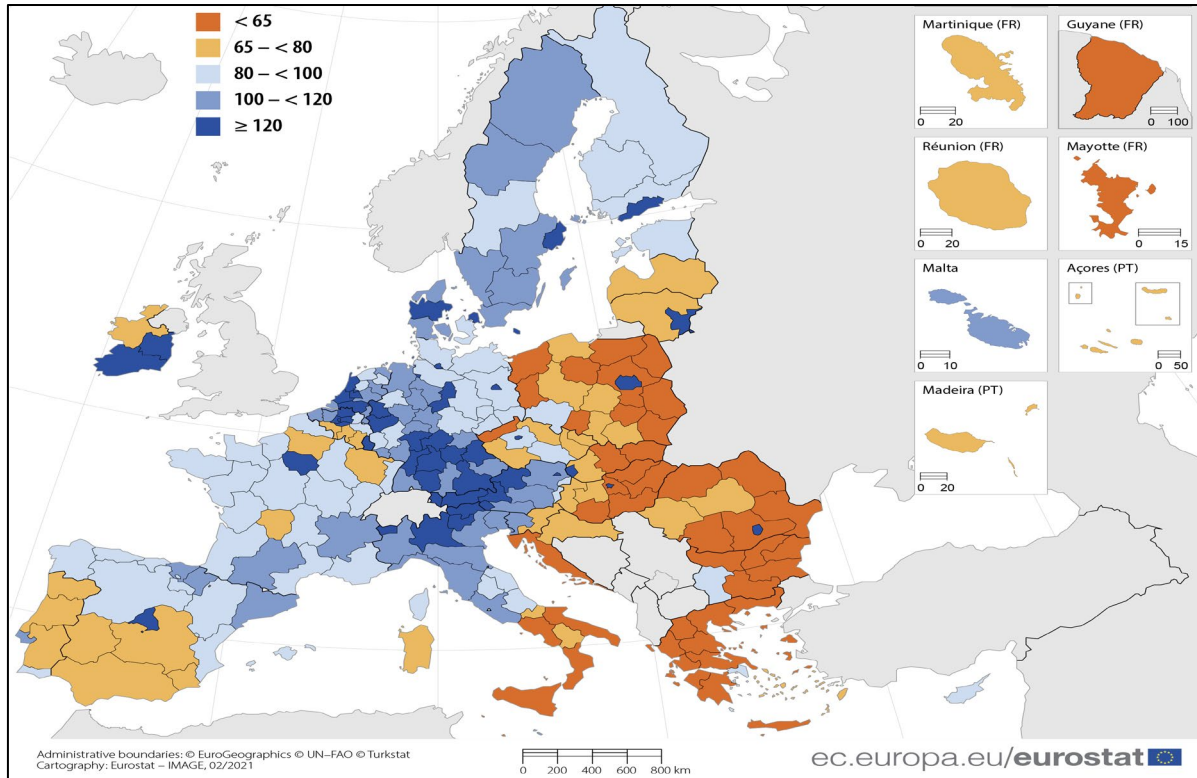 < 65
65 – < 80
80 – < 100
100 – < 120
≥ 120
Martinique (FR)
0 20
Guyane (FR)
0 100
Réunion (FR)
0 20
Mayotte (FR)
0 15
Malta
0 10
Açores (PT)
0 50
Madeira (PT)
0 20
Administrative boundaries: © EuroGeographics © UN–FAO © Turkstat
Cartography: Eurostat – IMAGE, 02/2021
0 200 400 600 800 km
ec.europa.eu/eurostat